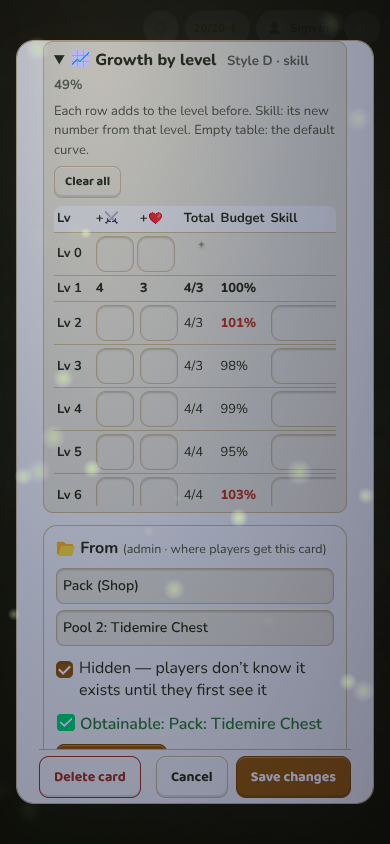 20/20
Sign
Growth by level Style D · skill
49%
Each row adds to the level before. Skill: its new
number from that level. Empty table: the default
curve.
Clear all
Lv + + Total Budget Skill
Lv 0
Lv 1 4 3 4/3 100%
Lv 2 4/3 101%
Lv 3 4/3 98%
Lv 4 4/4 99%
Lv 5 4/4 95%
Lv 6 4/4 103%
From (admin · where players get this card)
Pack (Shop)
Pool 2: Tidemire Chest
Hidden — players don't know it
exists until they first see it
Obtainable: Pack: Tidemire Chest
Delete card Cancel Save changes